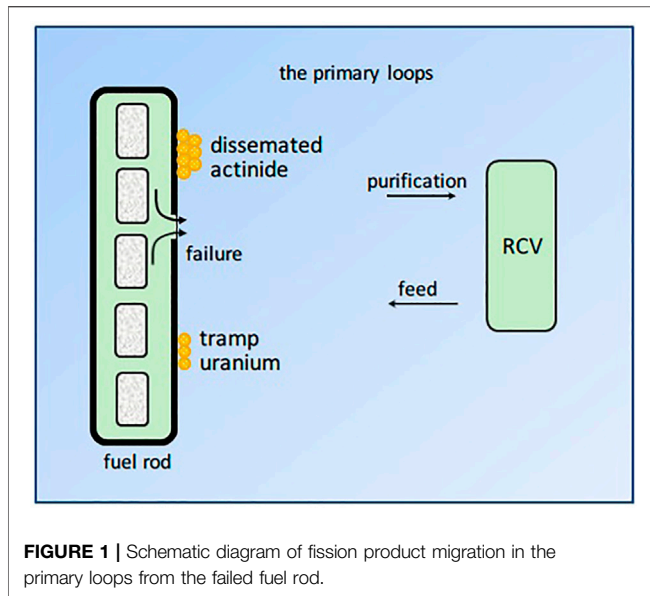 the primary loops
dissemated
actinide
purification
RCV
failure
feed
tramp
uranium
fuel rod
FIGURE 1 | Schematic diagram of fission product migration in the
primary loops from the failed fuel rod.